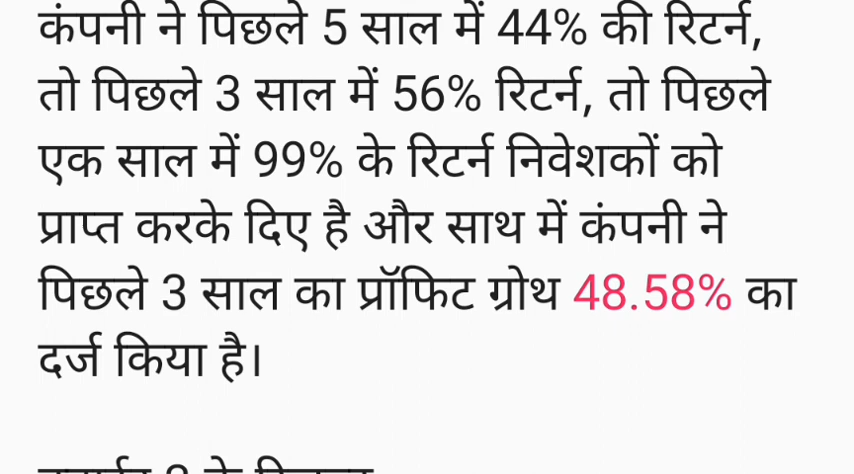 कंपनी ने पिछले 5 साल में 44% की रिटर्न,
तो पिछले 3 साल में 56% रिटर्न, तो पिछले
एक साल में 99% के रिटर्न निवेशकों को
प्राप्त करके दिए है और साथ में कंपनी ने
पिछले 3 साल का प्रॉफिट ग्रोथ 48.58% का
दर्ज किया है।